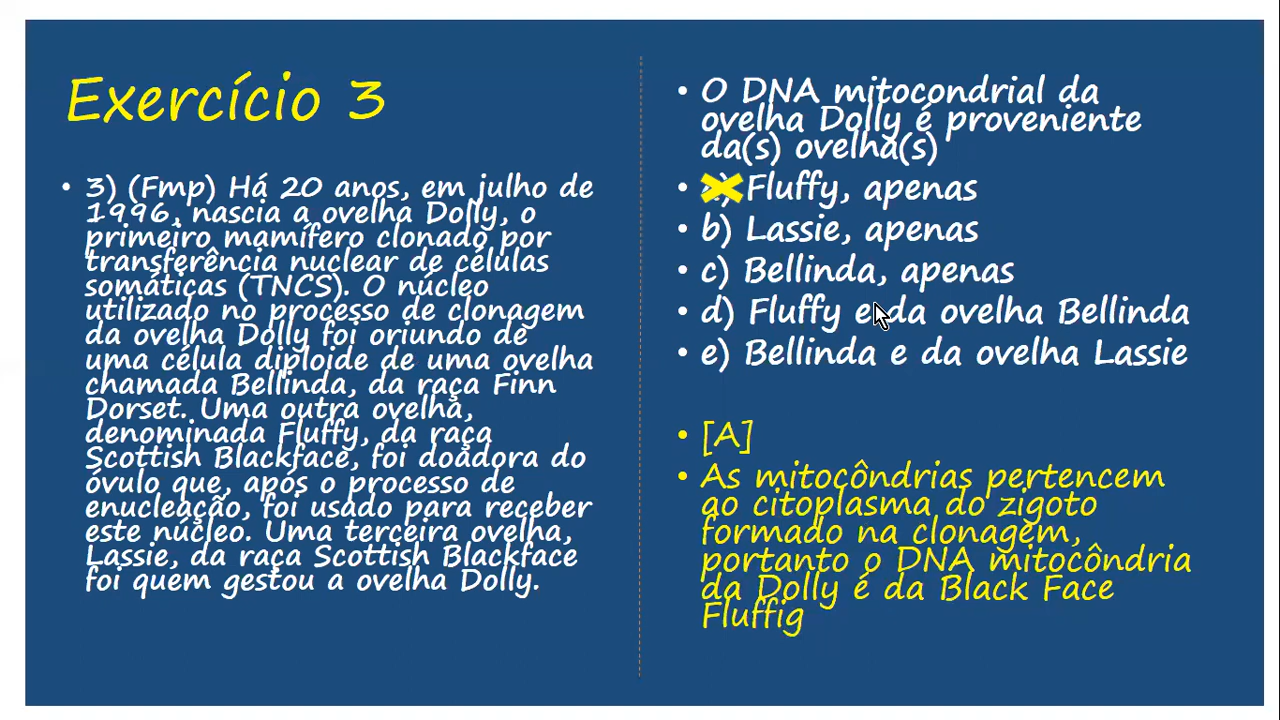 Exercício 3
• 3) (Fmp) Há 20 anos, em julho de
1996, nascia a ovelha Dolly, o
primeiro mamífero clonado por
transferência nuclear de células
somáticas (TNCS). O núcleo
utilizado no processo de clonagem
da ovelha Dolly foi oriundo de
uma célula diploide de uma ovelha
chamada Bellinda, da raça Finn
Dorset. Uma outra ovelha,
denominada Fluffy, da raça
Scottish Blackface, foi doadora do
óvulo que, após o processo de
enucleação, foi usado para receber
este núcleo. Uma terceira ovelha,
Lassie, da raça Scottish Blackface
foi quem gestou a ovelha Dolly.
• O DNA mitocondrial da
ovelha Dolly é proveniente
da(s) ovelha(s)
• a) Fluffy, apenas
• b) Lassie, apenas
• c) Bellinda, apenas
• d) Fluffy e da ovelha Bellinda
• e) Bellinda e da ovelha Lassie
• [A]
• As mitocôndrias pertencem
ao citoplasma do zigoto
formado na clonagem,
portanto o DNA mitocôndria
da Dolly é da Black Face
Fluffig